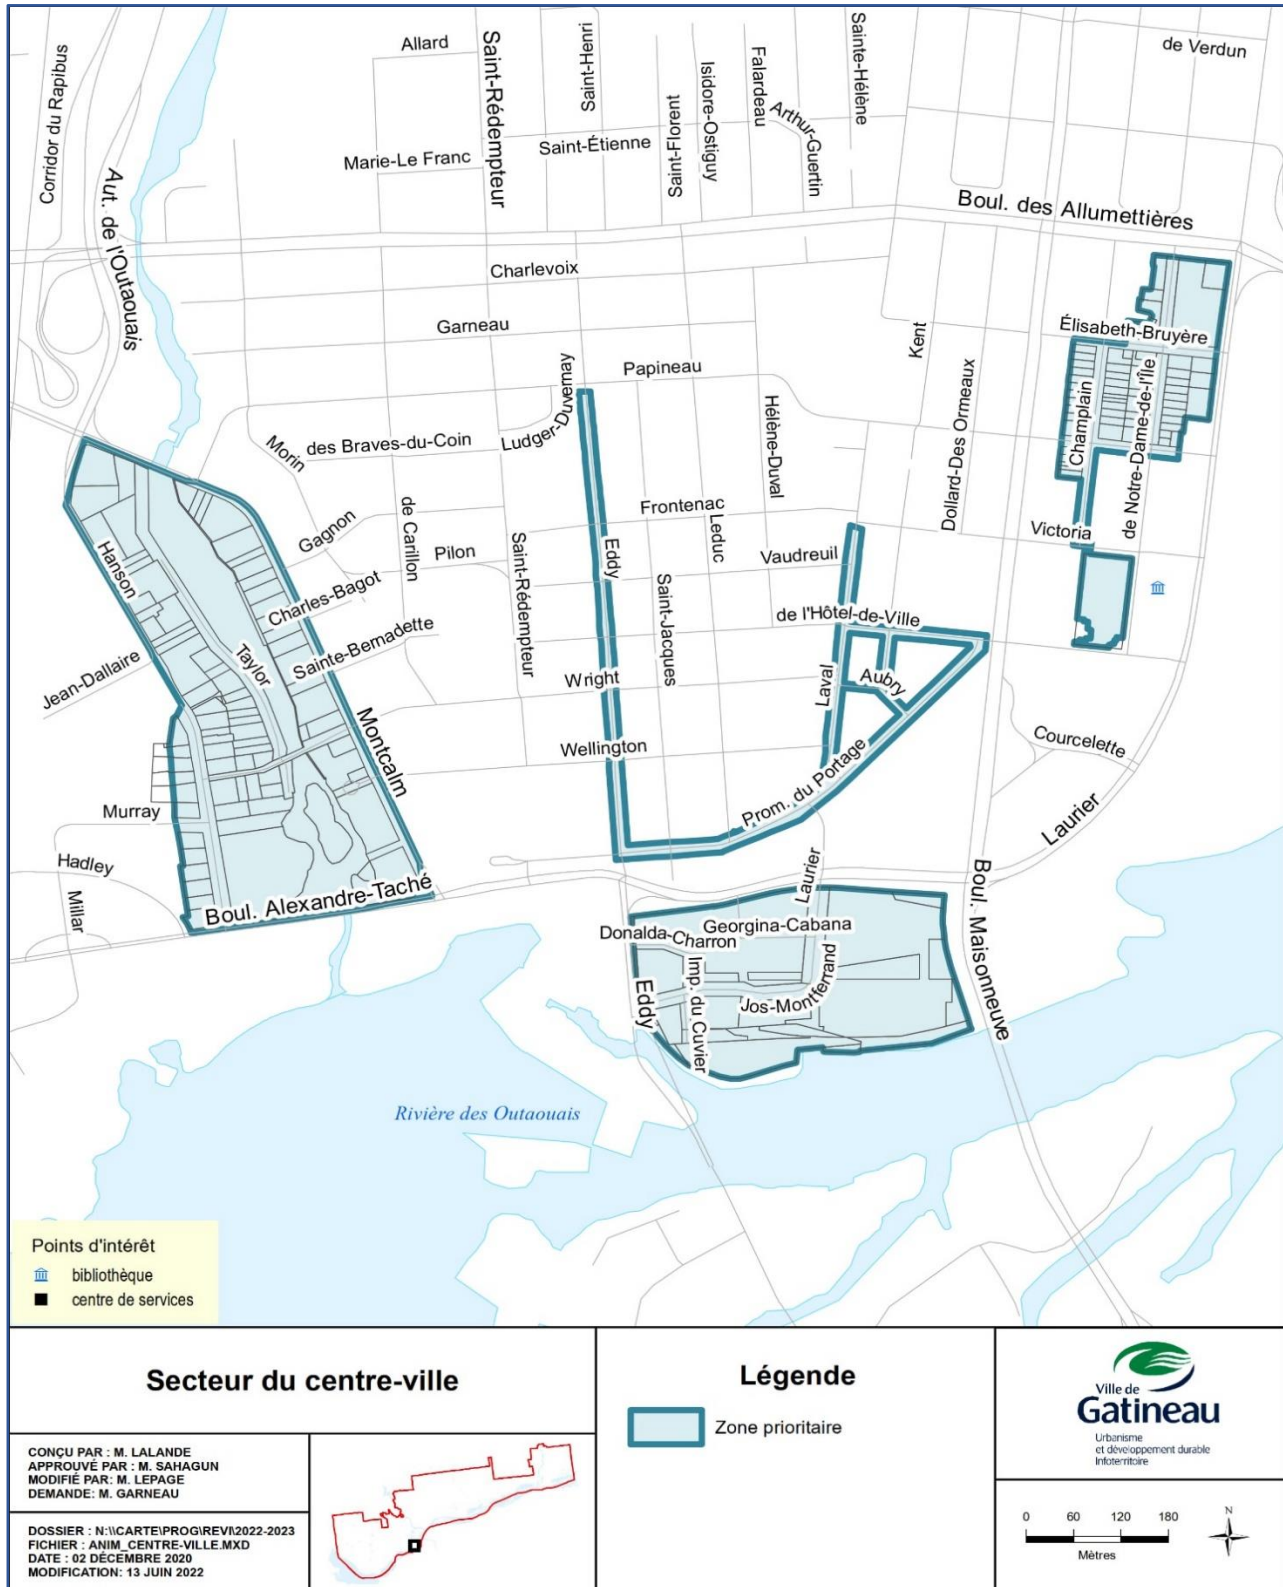 Corridor du Rapibus
Aut. de l'Outaouais
Allard
Saint-Rédempteur
Saint-Henri
Saint-Étienne
Marie-Le Franc
Saint-Florent
Isidore-Ostiguy
Falardeau
Arthur-Guertin
Sainte-Hélène
de Verdun
Boul. des Allumettières
Charlevoix
Garneau
Papineau
Ludger-Duvernay
des Braves-du-Coin
Morin
Gagnon
de Carillon
Pilon
Charles-Bagot
Sainte-Bernadette
Saint-Rédempteur
Eddy
Frontenac
Leduc
Hélène-Duval
Kent
Dollard-Des Ormeaux
Élisabeth-Bruyère
Champlain
de Notre-Dame-de-l'Île
Victoria
Vaudreuil
de l'Hôtel-de-Ville
Saint-Jacques
Wright
Wellington
Laval
Aubry
Prom. du Portage
Courcelette
Laurier
Hanson
Taylor
Jean-Dallaire
Montcalm
Murray
Hadley
Millar
Boul. Alexandre-Taché
Laurier
Donalda-Charron
Georgina-Cabana
Imp. du Cuvier
Jos-Montferrand
Eddy
Boul. Maisonneuve
Rivière des Outaouais
Points d'intérêt
bibliothèque
centre de services
Secteur du centre-ville
CONÇU PAR : M. LALANDE
APPROUVÉ PAR : M. SAHAGUN
MODIFIÉ PAR: M. LEPAGE
DEMANDE: M. GARNEAU
DOSSIER : N:\\CARTE\PROG\REVI\2022-2023
FICHIER : ANIM_CENTRE-VILLE.MXD
DATE : 02 DÉCEMBRE 2020
MODIFICATION: 13 JUIN 2022
Légende
Zone prioritaire
Ville de
Gatineau
Urbanisme
et développement durable
Infoterritoire
0 60 120 180
Mètres
N